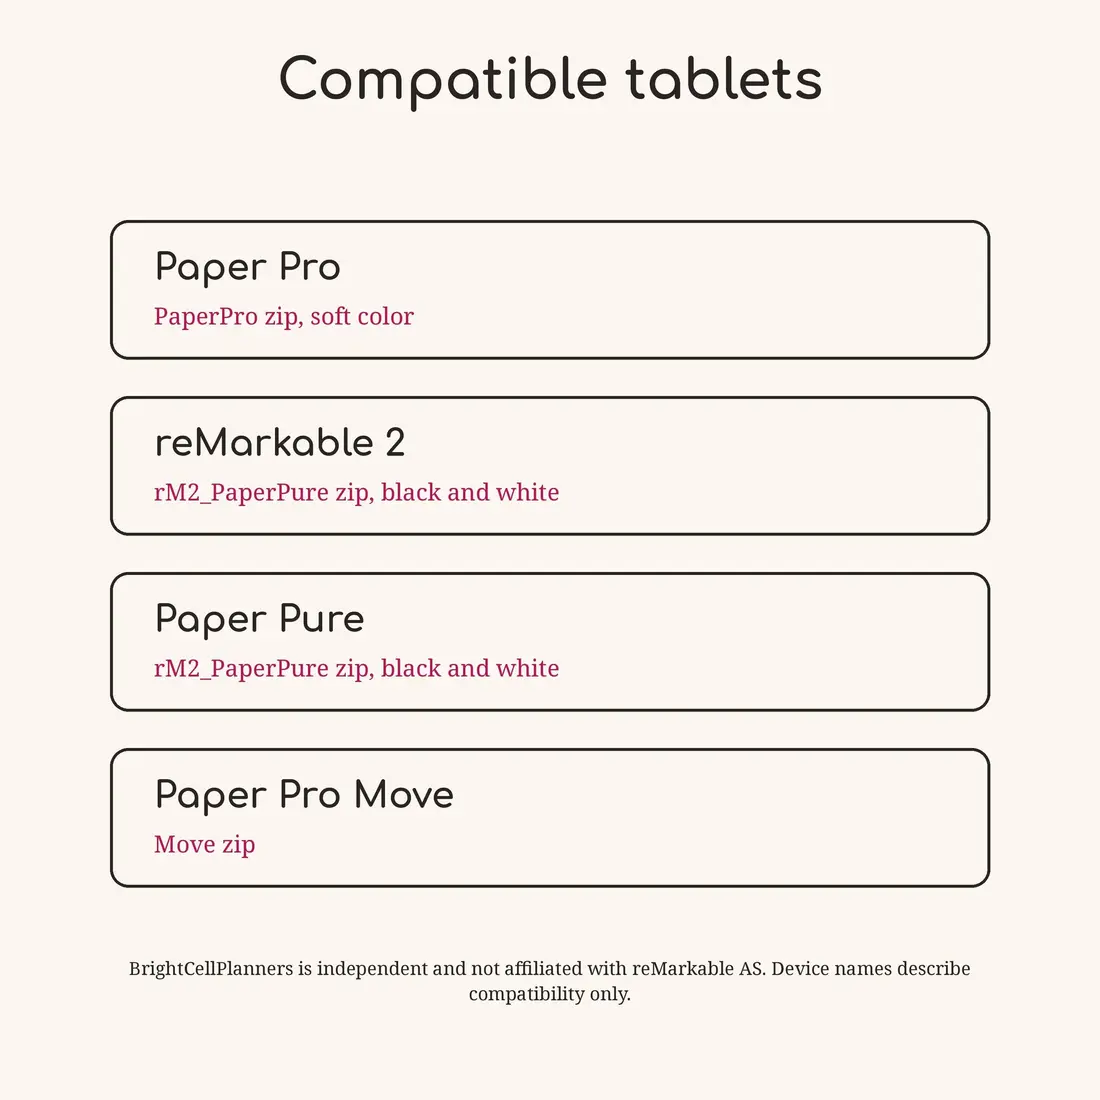 Compatible tablets
Paper Pro
PaperPro zip, soft color
reMarkable 2
rM2_PaperPure zip, black and white
Paper Pure
rM2_PaperPure zip, black and white
Paper Pro Move
Move zip
BrightCellPlanners is independent and not affiliated with reMarkable AS. Device names describe
compatibility only.